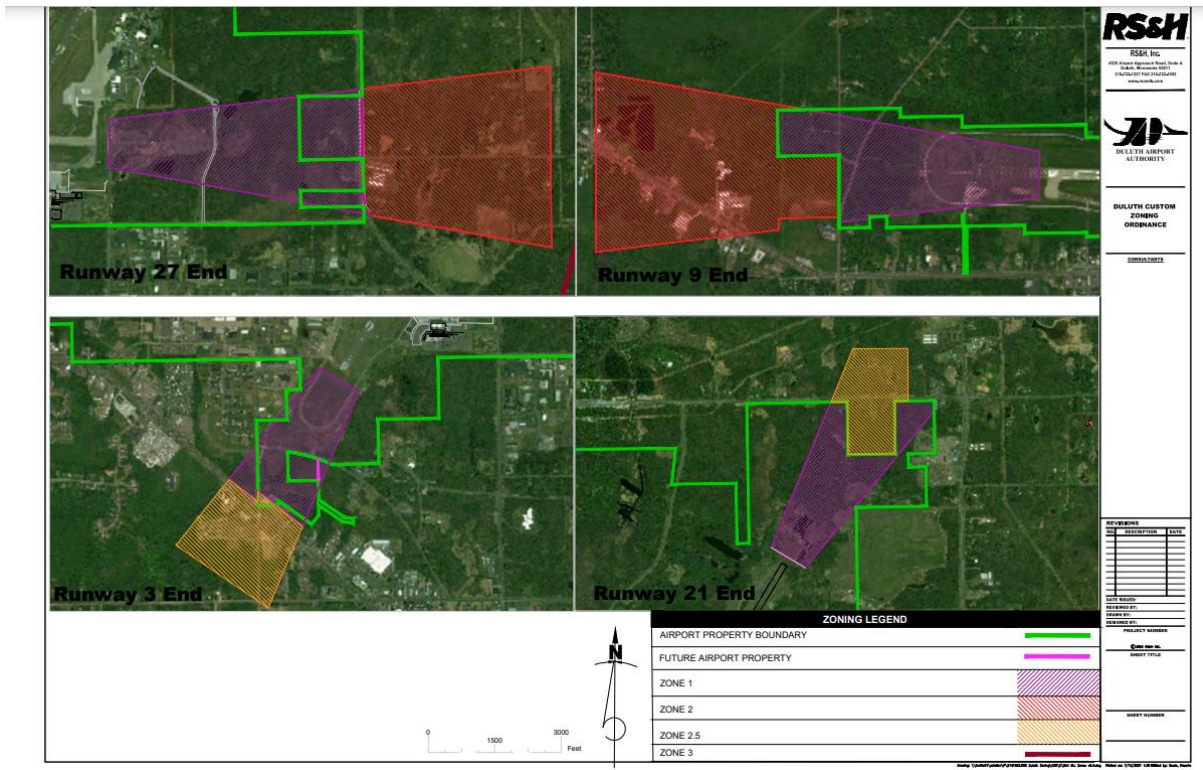 Runway 27 End
Runway 9 End
Runway 3 End
Runway 21 End
RS&H
RS&H, Inc.
DULUTH AIRPORT
AUTHORITY
DULUTH CUSTOM
ZONING
ORDINANCE
CONSULTANTS
REVISIONS
NO. DESCRIPTION DATE
DATE ISSUED:
REVIEWED BY:
DRAWN BY:
DESIGNED BY:
PROJECT NUMBER
SHEET TITLE
SHEET NUMBER
ZONING LEGEND
AIRPORT PROPERTY BOUNDARY
FUTURE AIRPORT PROPERTY
ZONE 1
ZONE 2
ZONE 2.5
ZONE 3
N
0 1500 3000
Feet